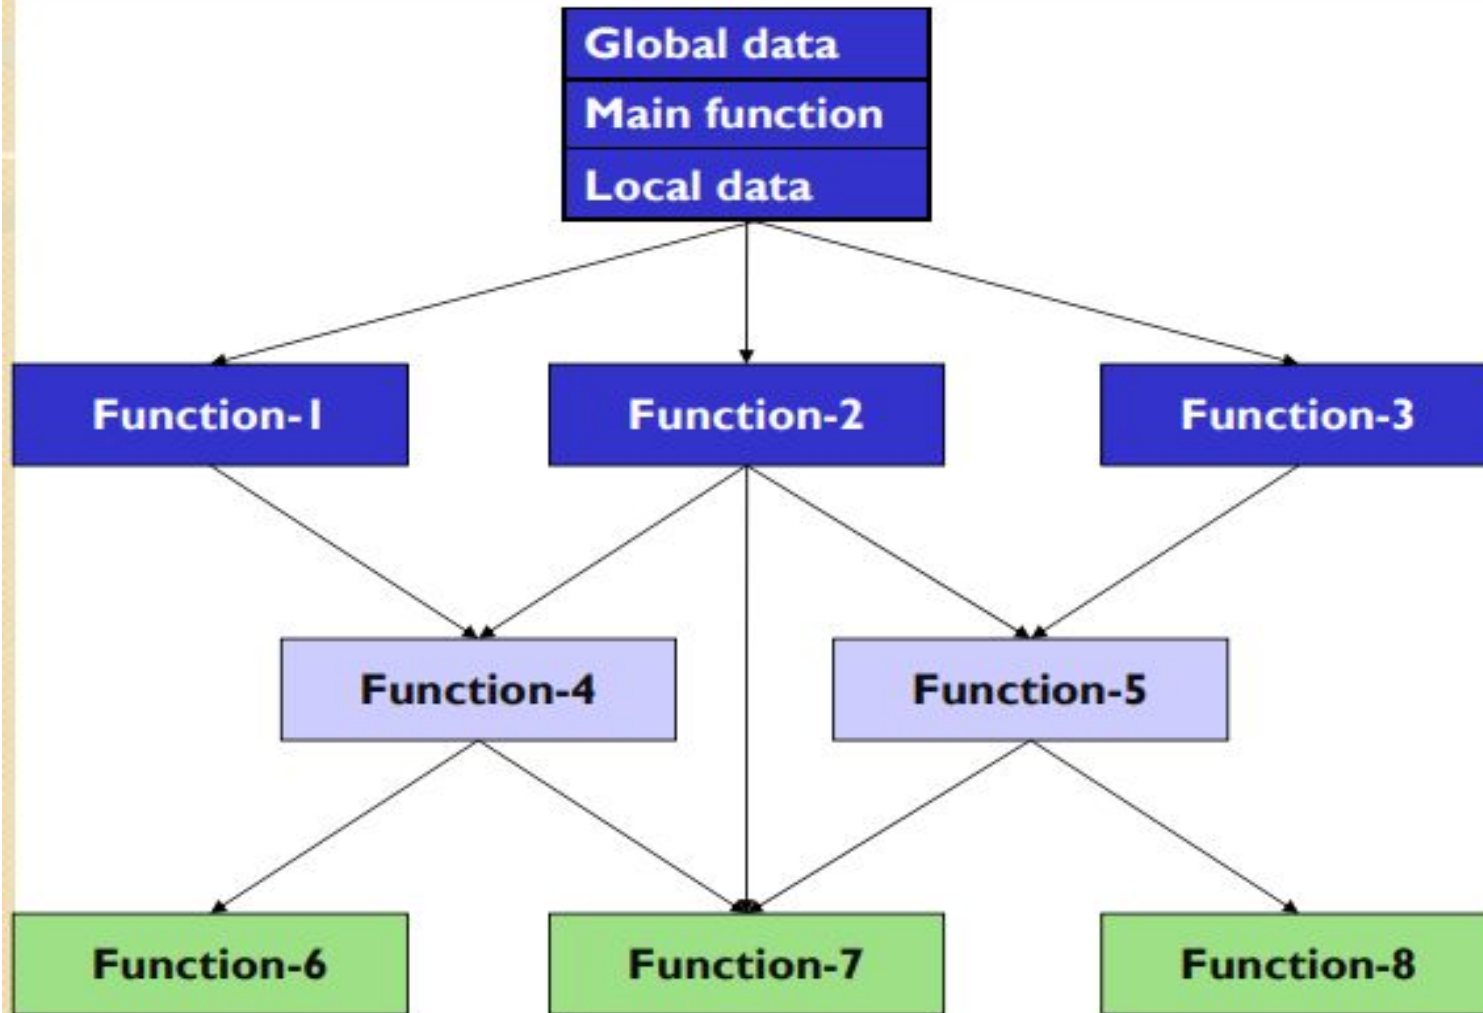 Global data
Main function
Local data
Function-1
Function-2
Function-3
Function-4
Function-5
Function-6
Function-7
Function-8